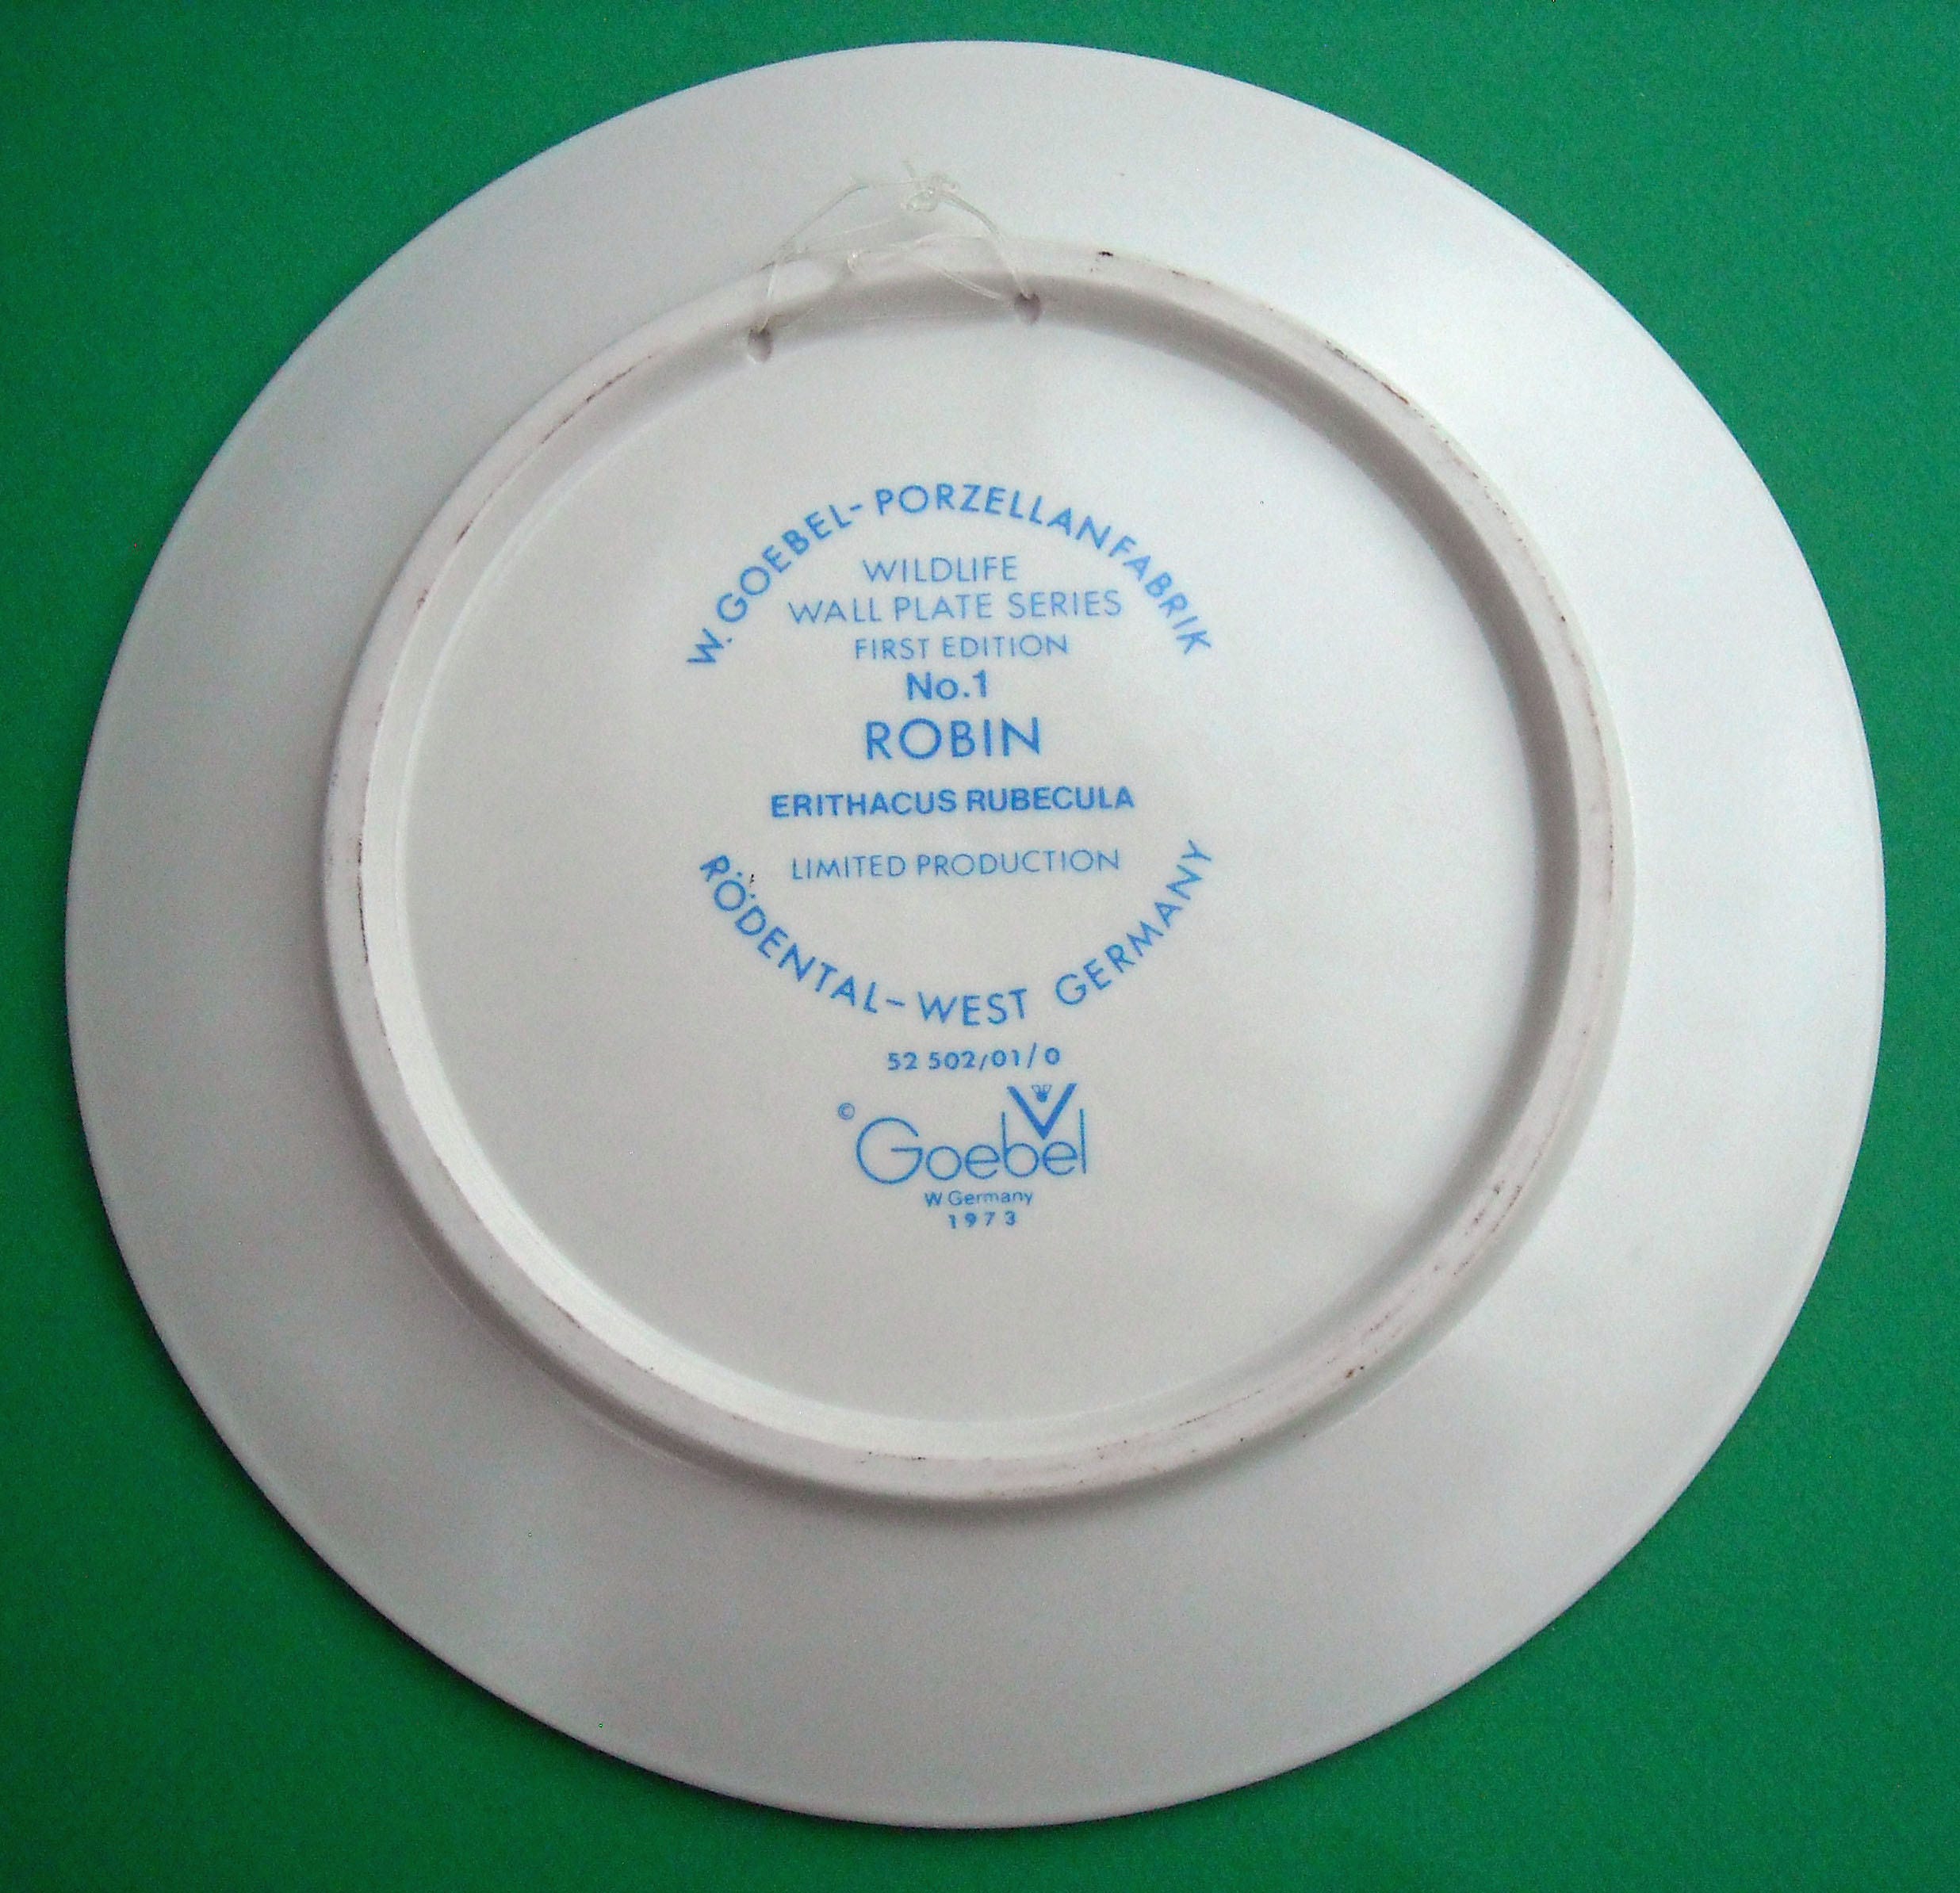 W. GOEBEL-PORZELLANFABRIK
WILDLIFE
WALL PLATE SERIES
FIRST EDITION
No.1
ROBIN
ERITHACUS RUBECULA
LIMITED PRODUCTION
RÖDENTAL-WEST GERMANY
52 502/01/0
© Goebel
W Germany
1973